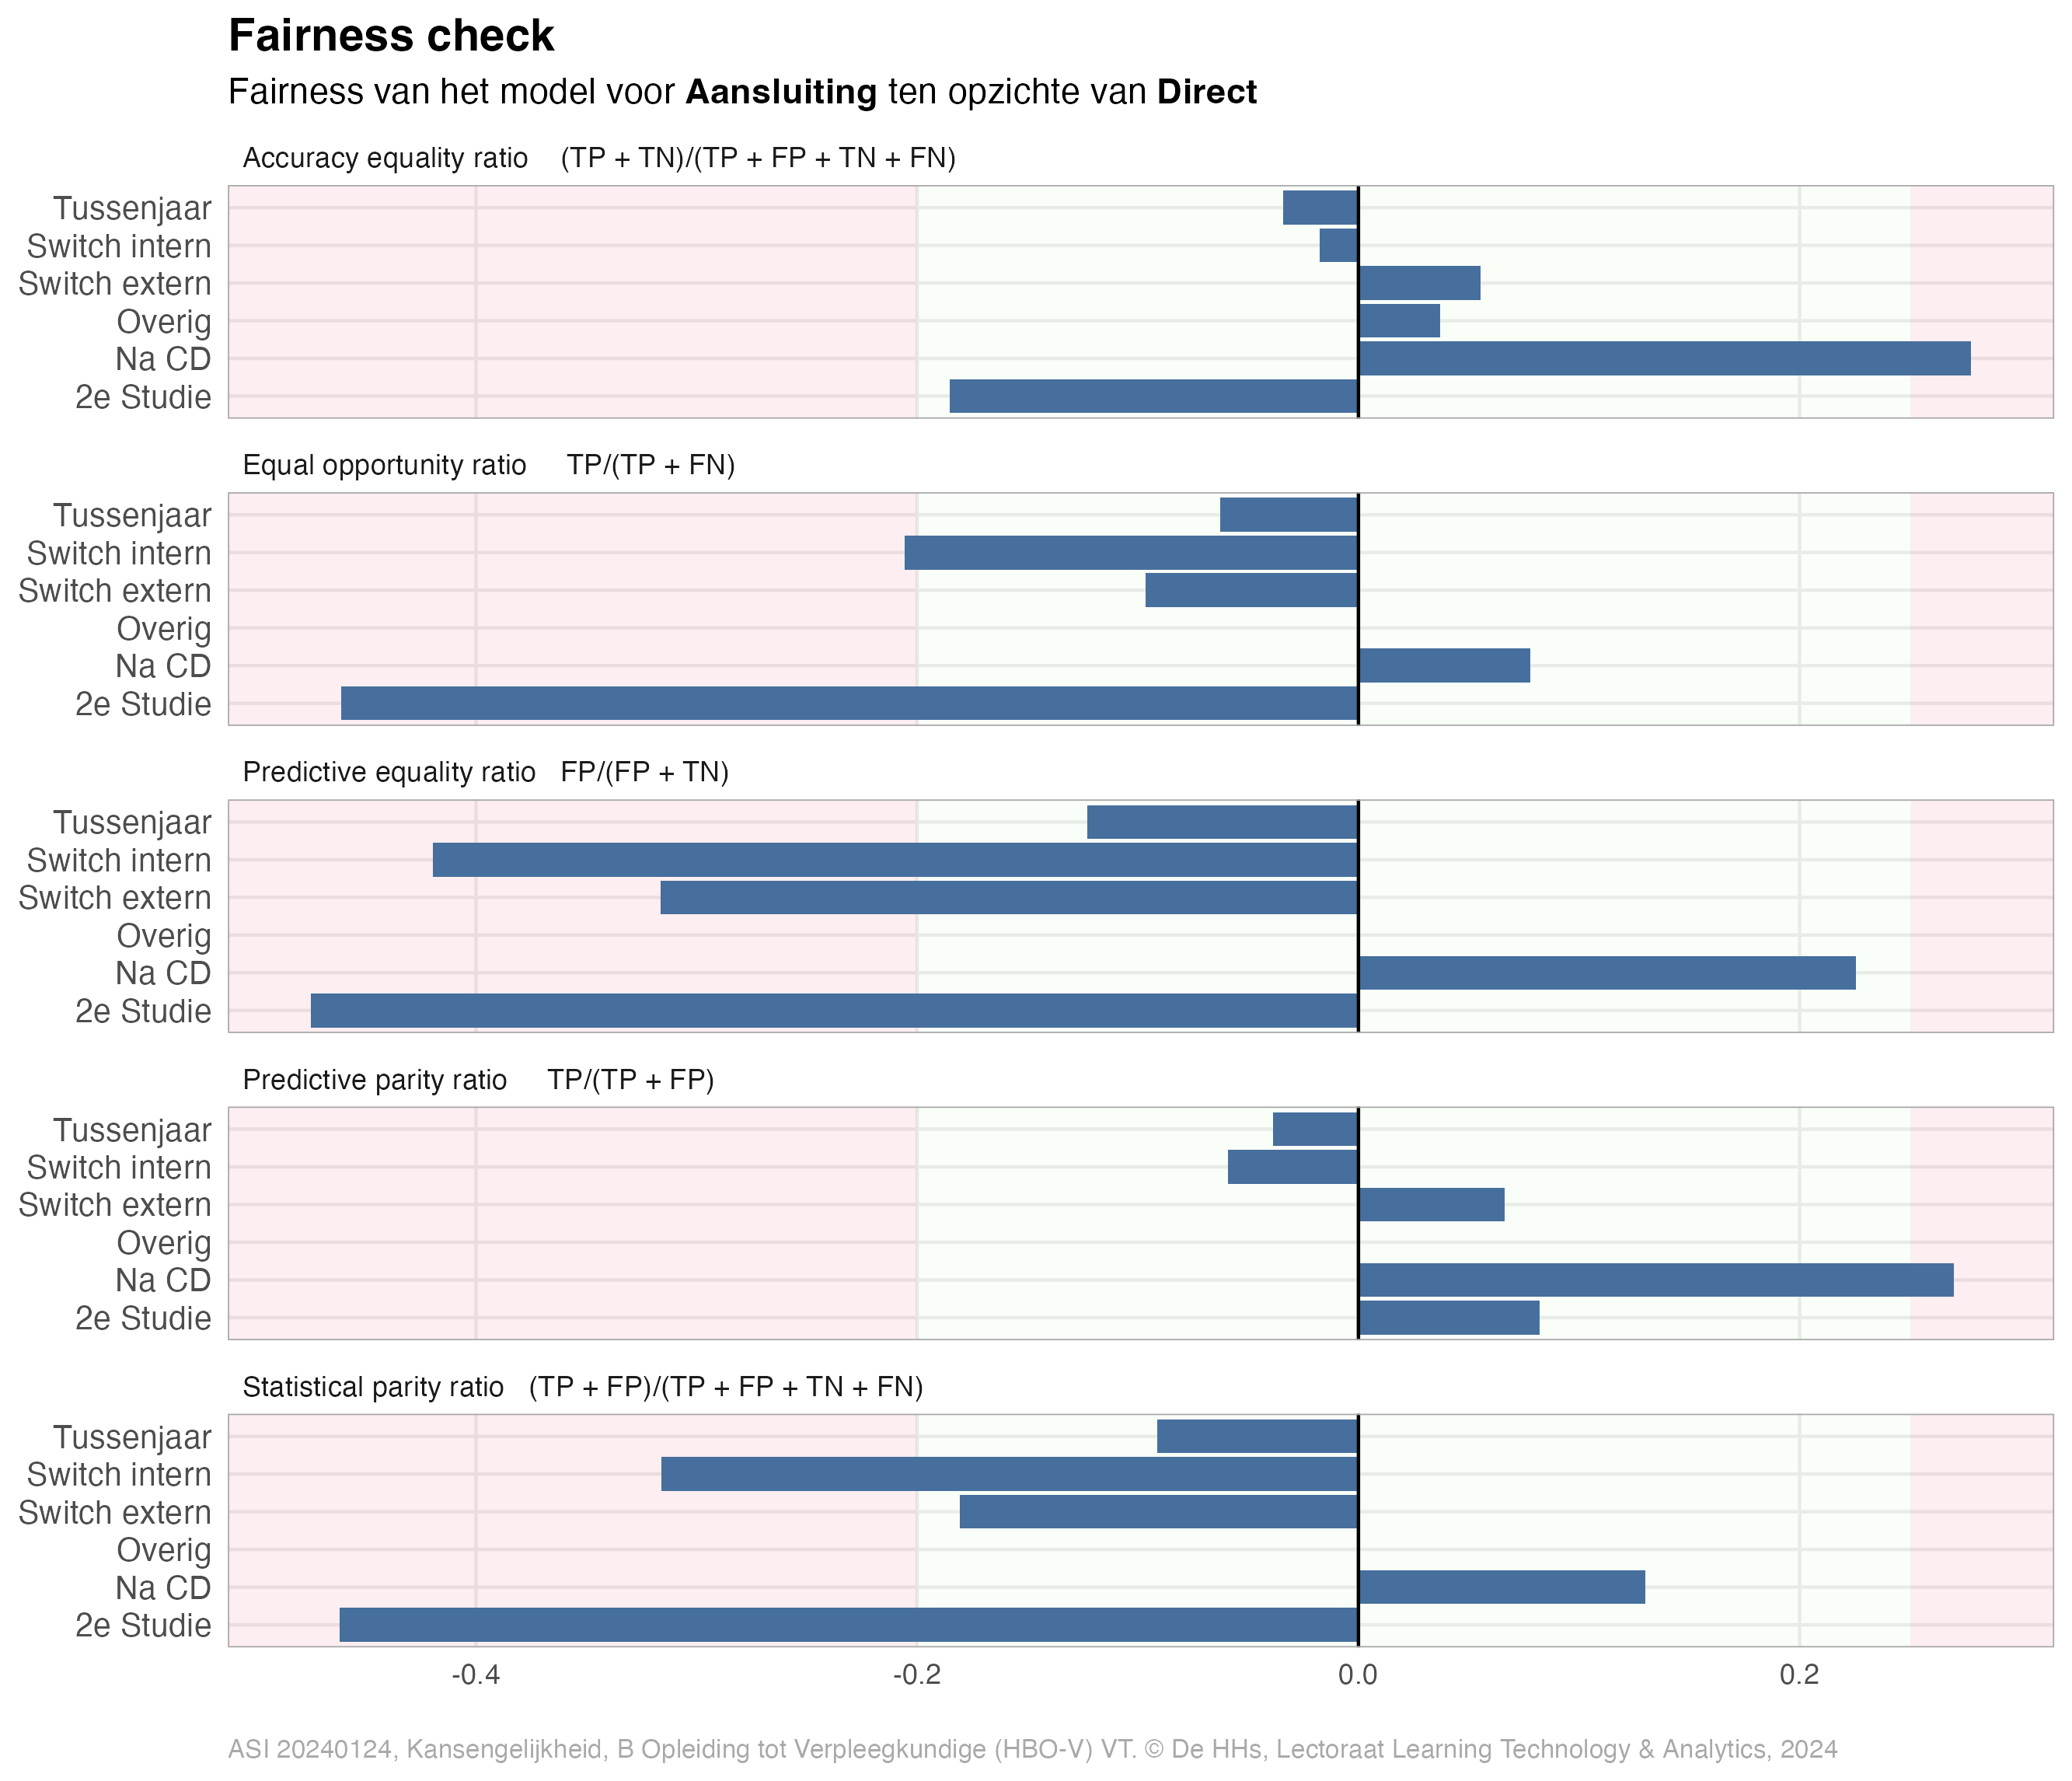 Fairness check
Fairness van het model voor Aansluiting ten opzichte van Direct
Accuracy equality ratio (TP + TN)/(TP + FP + TN + FN)
Tussenjaar
Switch intern
Switch extern
Overig
Na CD
2e Studie
Equal opportunity ratio TP/(TP + FN)
Tussenjaar
Switch intern
Switch extern
Overig
Na CD
2e Studie
Predictive equality ratio FP/(FP + TN)
Tussenjaar
Switch intern
Switch extern
Overig
Na CD
2e Studie
Predictive parity ratio TP/(TP + FP)
Tussenjaar
Switch intern
Switch extern
Overig
Na CD
2e Studie
Statistical parity ratio (TP + FP)/(TP + FP + TN + FN)
Tussenjaar
Switch intern
Switch extern
Overig
Na CD
2e Studie
-0.4 -0.2 0.0 0.2
ASI 20240124, Kansengelijkheid, B Opleiding tot Verpleegkundige (HBO-V) VT. © De HHs, Lectoraat Learning Technology & Analytics, 2024